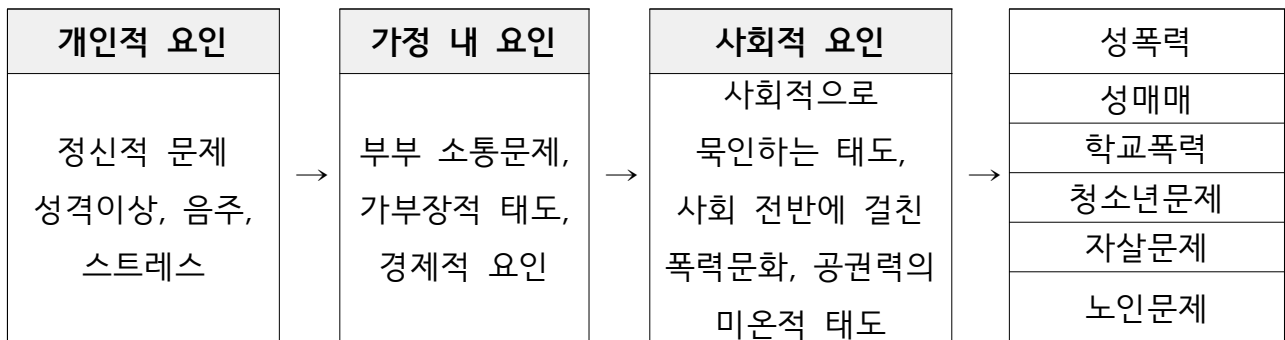 개인적 요인
정신적 문제
성격이상, 음주,
스트레스
→
가정 내 요인
부부 소통문제,
가부장적 태도,
경제적 요인
→
사회적 요인
사회적으로
묵인하는 태도,
사회 전반에 걸친
폭력문화, 공권력의
미온적 태도
→
성폭력
성매매
학교폭력
청소년문제
자살문제
노인문제